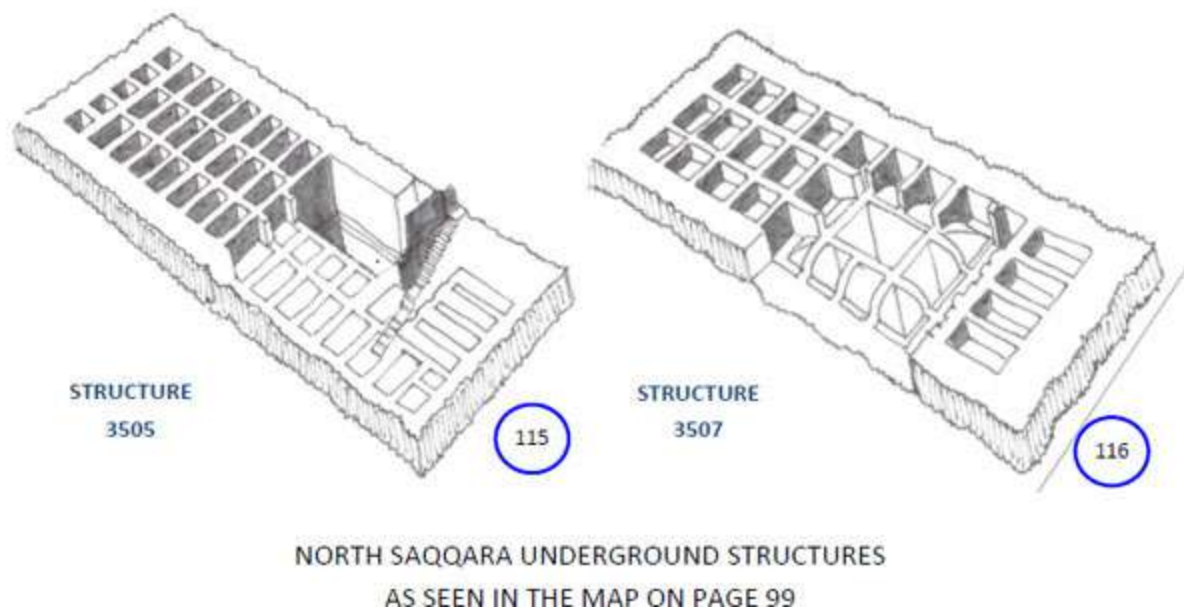 STRUCTURE
3505
115
STRUCTURE
3507
116
NORTH SAQQARA UNDERGROUND STRUCTURES
AS SEEN IN THE MAP ON PAGE 99